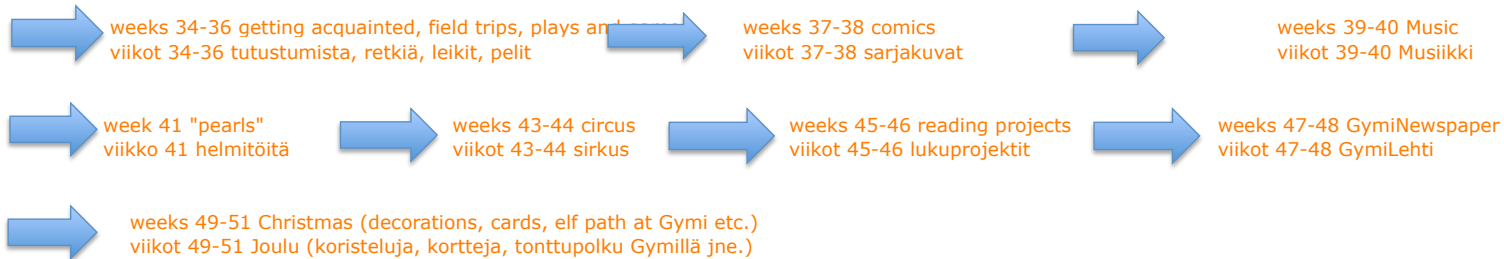 weeks 34-36 getting acquainted, field trips, plays and
viikot 34-36 tutustumista, retkiä, leikit, pelit
weeks 37-38 comics
viikot 37-38 sarjakuvat
weeks 39-40 Music
viikot 39-40 Musiikki
week 41 "pearls"
viikko 41 helmitöitä
weeks 43-44 circus
viikot 43-44 sirkus
weeks 45-46 reading projects
viikot 45-46 lukuprojektit
weeks 47-48 GymiNewspaper
viikot 47-48 GymiLehti
weeks 49-51 Christmas (decorations, cards, elf path at Gymi etc.)
viikot 49-51 Joulu (koristeluja, kortteja, tonttupolku Gymillä jne.)